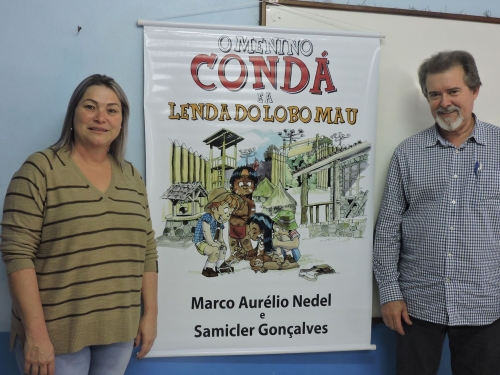 O MENINO
CONDÁ
E A
LENDA DO LOBO MAU
Marco Aurélio Nedel
e
Samicler Gonçalves